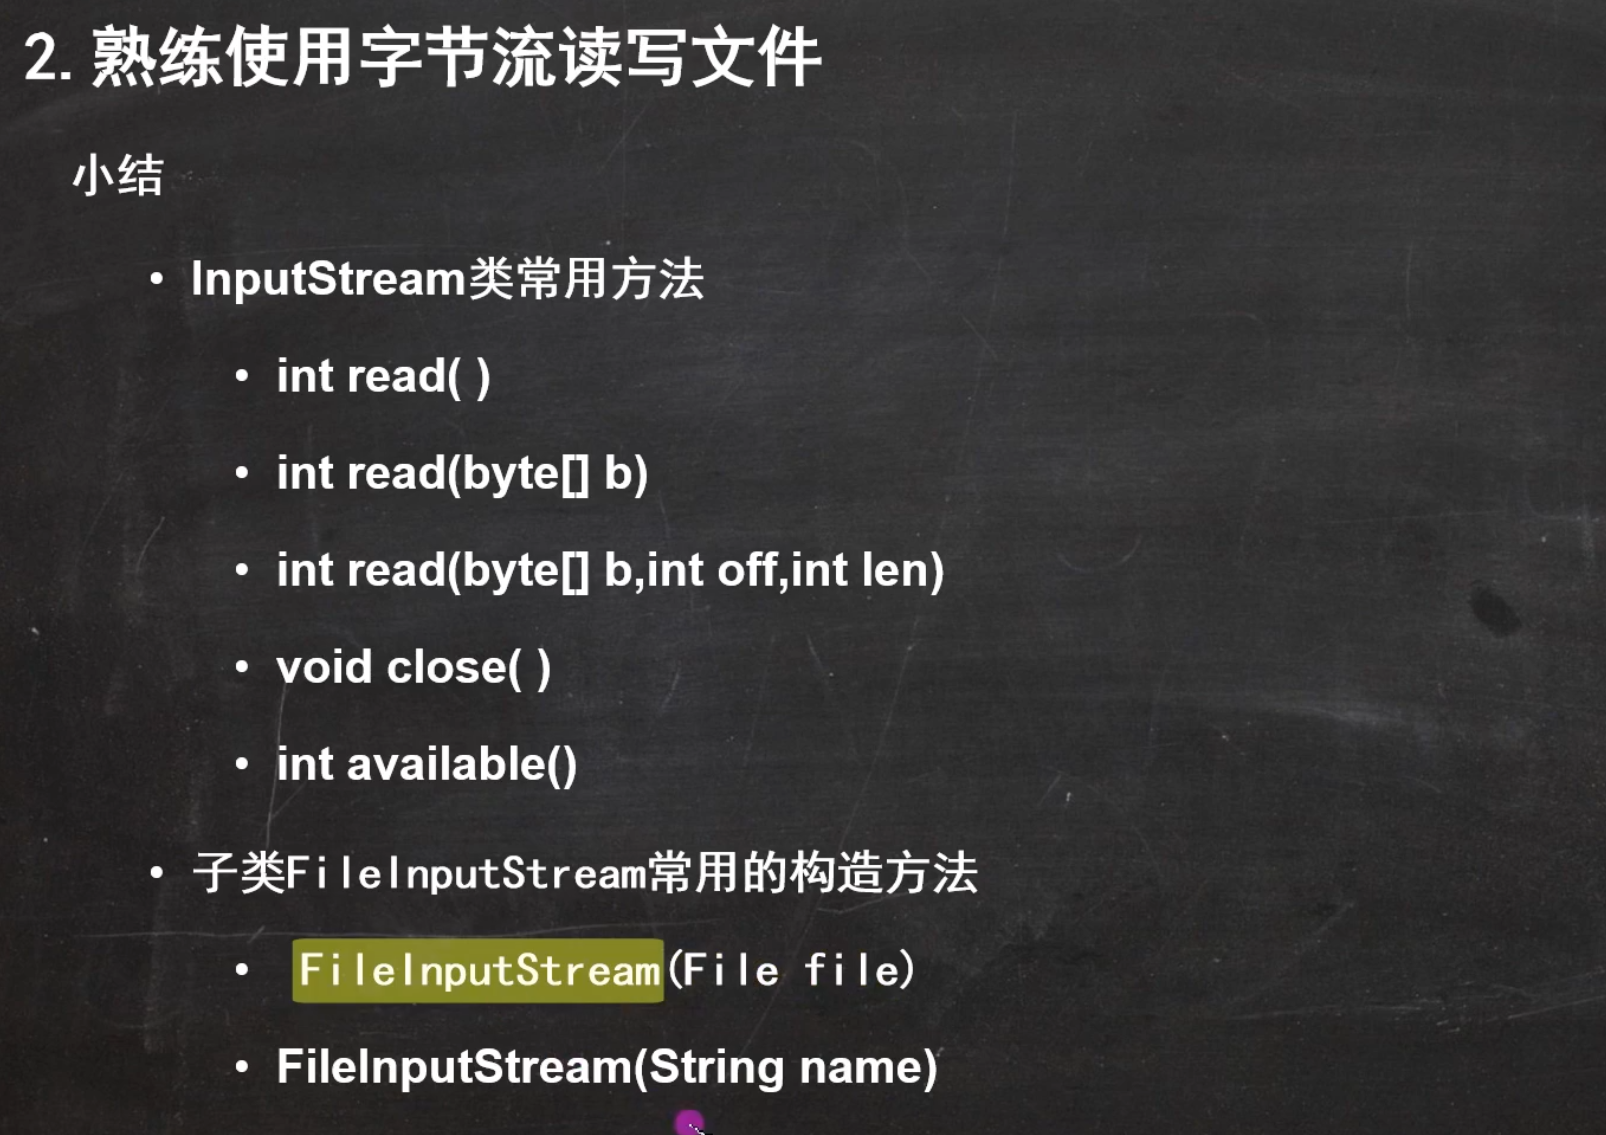 2. 熟练使用字节流读写文件
小结
• InputStream类常用方法
• int read( )
• int read(byte[] b)
• int read(byte[] b,int off,int len)
• void close( )
• int available()
• 子类FileInputStream常用的构造方法
• FileInputStream(File file)
• FileInputStream(String name)